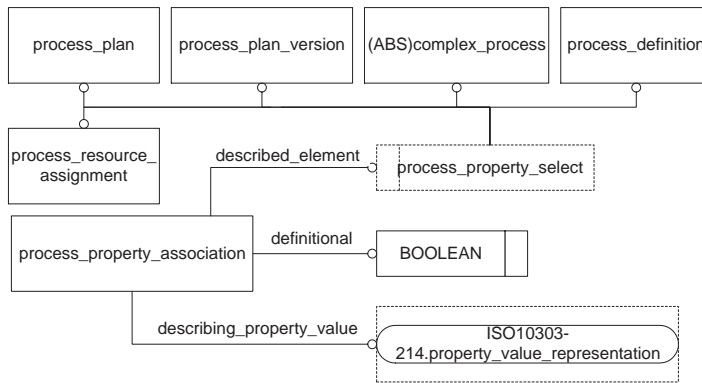 process_plan
process_plan_version
(ABS)complex_process
process_definition
process_resource_
assignment
described_element
process_property_select
process_property_association
definitional
BOOLEAN
describing_property_value
ISO10303-
214.property_value_representation